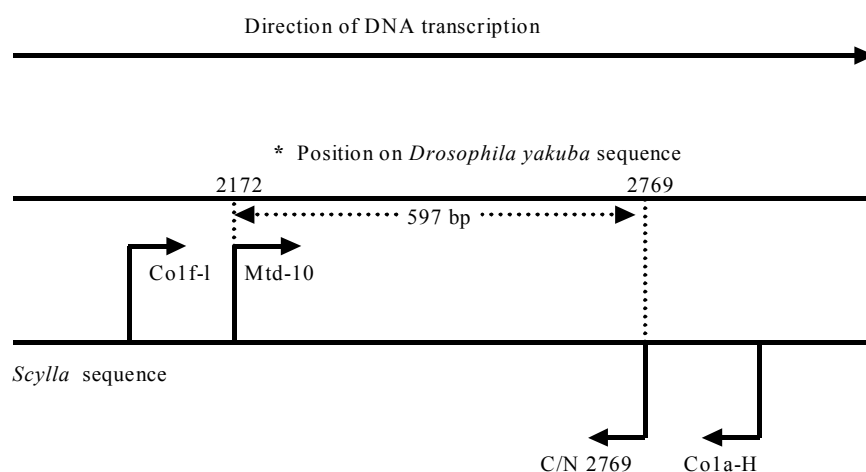 Direction of DNA transcription
* Position on Drosophila yakuba sequence
2172 2769
597 bp
Co1f-l Mtd-10
Scylla sequence
C/N 2769 Co1a-H